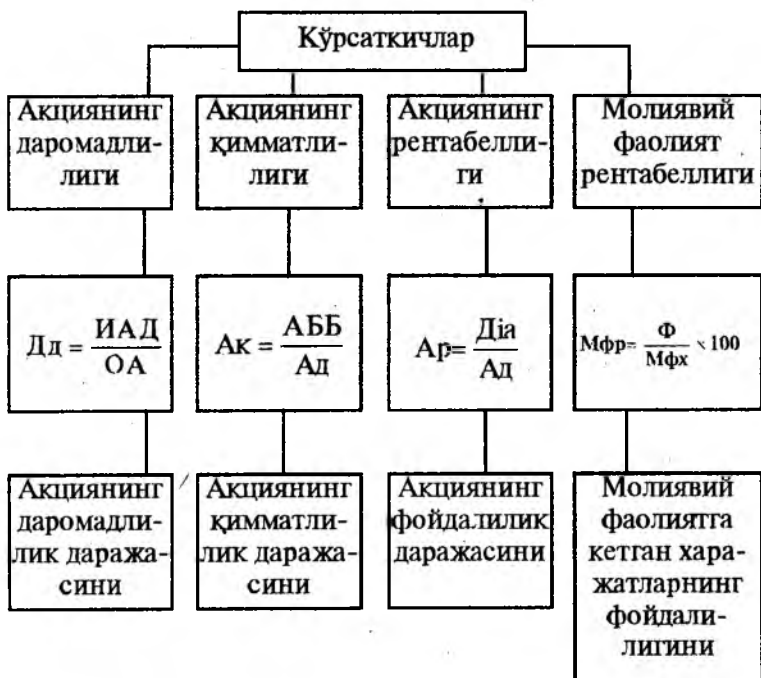 Кўрсаткичлар
Акциянинг
даромадли-
лиги
Акциянинг
қимматли-
лиги
Акциянинг
рентабелли-
ги
Молиявий
фаолият
рентабеллиги
Дд = ИАД / ОА
Ак = АББ / Ад
Ар= Діа / Ад
Мфр= Ф / Мфх × 100
Акциянинг
даромадли-
лик даража-
сини
Акциянинг
қимматли-
лик даража-
сини
Акциянинг
фойдалилик
даражасини
Молиявий
фаолиятга
кетган хара-
жатларнинг
фойдали-
лигини